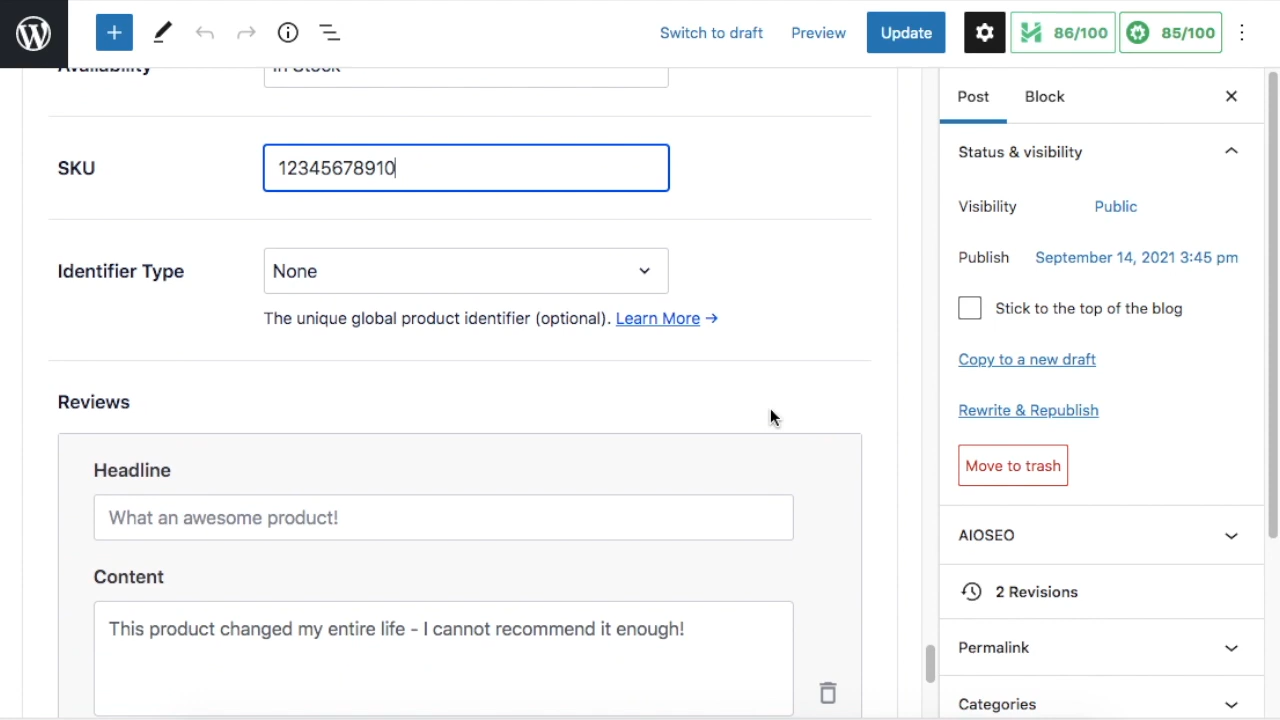 Switch to draft
Preview
Update
86/100
85/100
Availability
In Stock
SKU
12345678910
Identifier Type
None
The unique global product identifier (optional). Learn More →
Reviews
Headline
What an awesome product!
Content
This product changed my entire life - I cannot recommend it enough!
Post
Block
Status & visibility
Visibility
Public
Publish
September 14, 2021 3:45 pm
Stick to the top of the blog
Copy to a new draft
Rewrite & Republish
Move to trash
AIOSEO
2 Revisions
Permalink
Categories